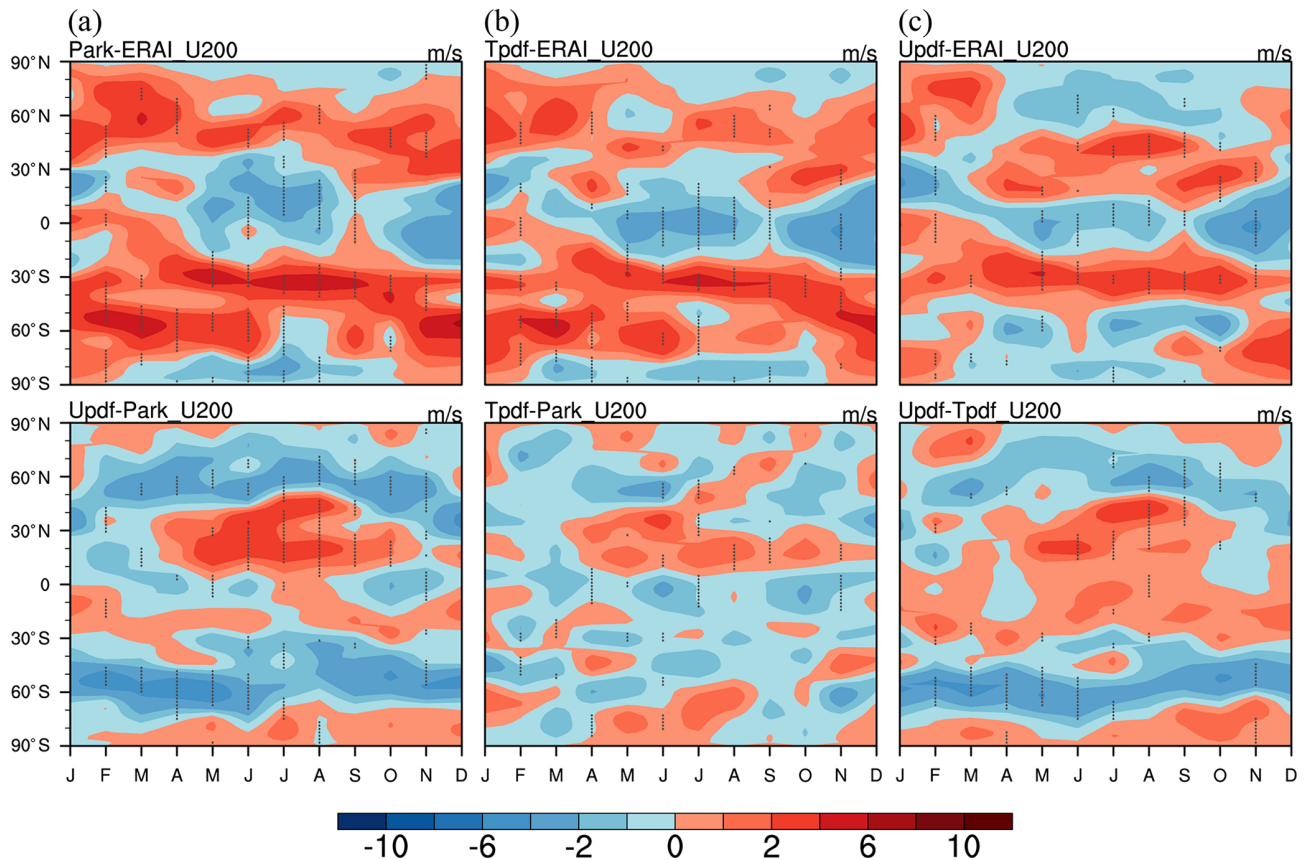 (a) (b) (c)
Park-ERAI_U200 m/s Tpdf-ERAI_U200 m/s Updf-ERAI_U200 m/s
90°N
60°N
30°N
0
30°S
60°S
90°S
Updf-Park_U200 m/s Tpdf-Park_U200 m/s Updf-Tpdf_U200 m/s
90°N
60°N
30°N
0
30°S
60°S
90°S
J F M A M J J A S O N D J F M A M J J A S O N D J F M A M J J A S O N D
-10 -6 -2 0 2 6 10